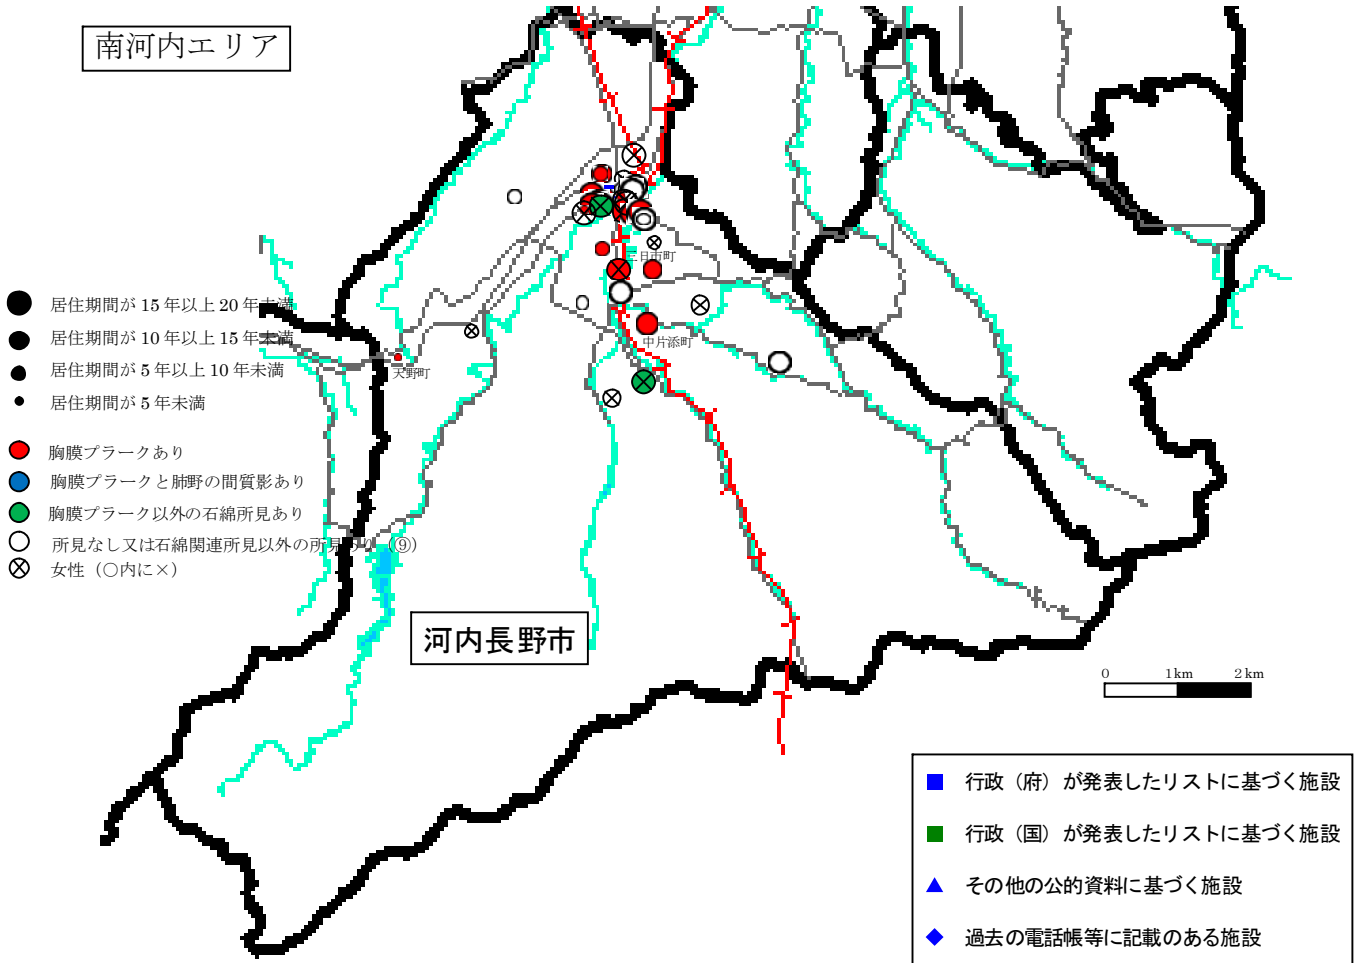 南河内エリア
三日市町
居住期間が 15 年以上 20 年未満
居住期間が 10 年以上 15 年未満
中片添町
居住期間が 5 年以上 10 年未満
天野町
居住期間が 5 年未満
胸膜プラークあり
胸膜プラークと肺野の間質影あり
胸膜プラーク以外の石綿所見あり
所見なし又は石綿関連所見以外の所見あり（⑨）
女性（○内に×）
河内長野市
0 1km 2km
行政（府）が発表したリストに基づく施設
行政（国）が発表したリストに基づく施設
その他の公的資料に基づく施設
過去の電話帳等に記載のある施設